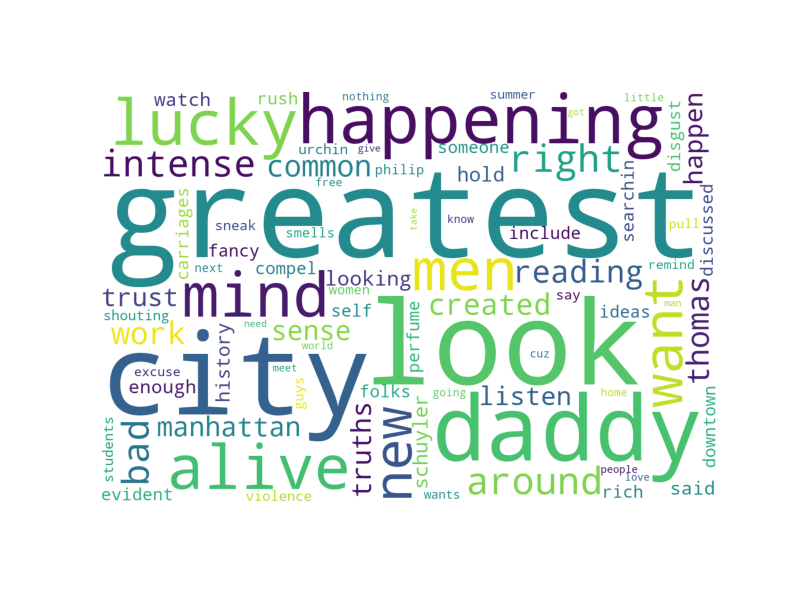 nothing
summer
little
watch
rush
got
lucky
happening
disgust
happen
urchin
give
someone
intense
common
philip
hold
right
free
greatest
searchin
discussed
carriages
sneak
smells
take
know
include
pull
fancy
next
compel
looking
men
reading
remind
mind
women
trust
self
created
say
ideas
want
thomas
shouting
work
need
sense
history
world
perfume
city
look
cuz
excuse
meet
enough
guys
folks
going
listen
home
man
students
bad
manhattan
truths
new
schuyler
daddy
downtown
alive
around
people
love
evident
violence
wants
rich
said